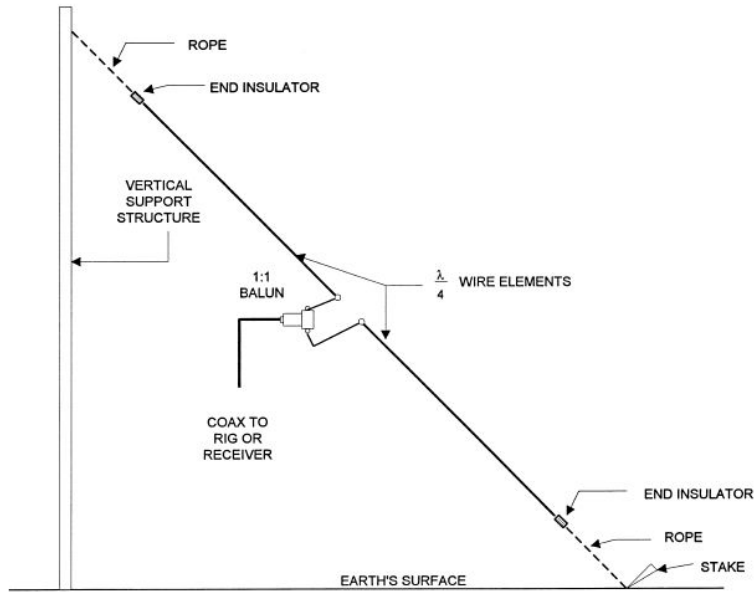 ROPE
END INSULATOR
VERTICAL
SUPPORT
STRUCTURE
1:1
BALUN
λ
4
WIRE ELEMENTS
COAX TO
RIG OR
RECEIVER
END INSULATOR
ROPE
STAKE
EARTH'S SURFACE